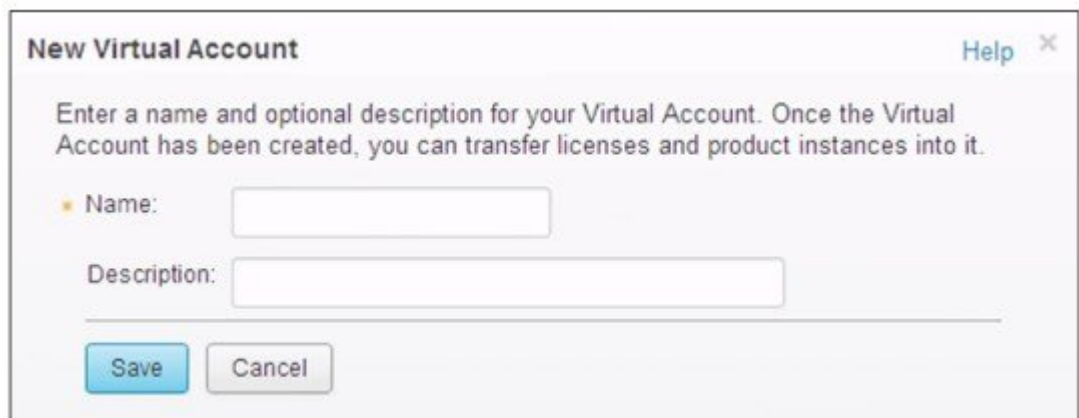 New Virtual Account
Help ×
Enter a name and optional description for your Virtual Account. Once the Virtual
Account has been created, you can transfer licenses and product instances into it.
* Name:
Description:
Save Cancel